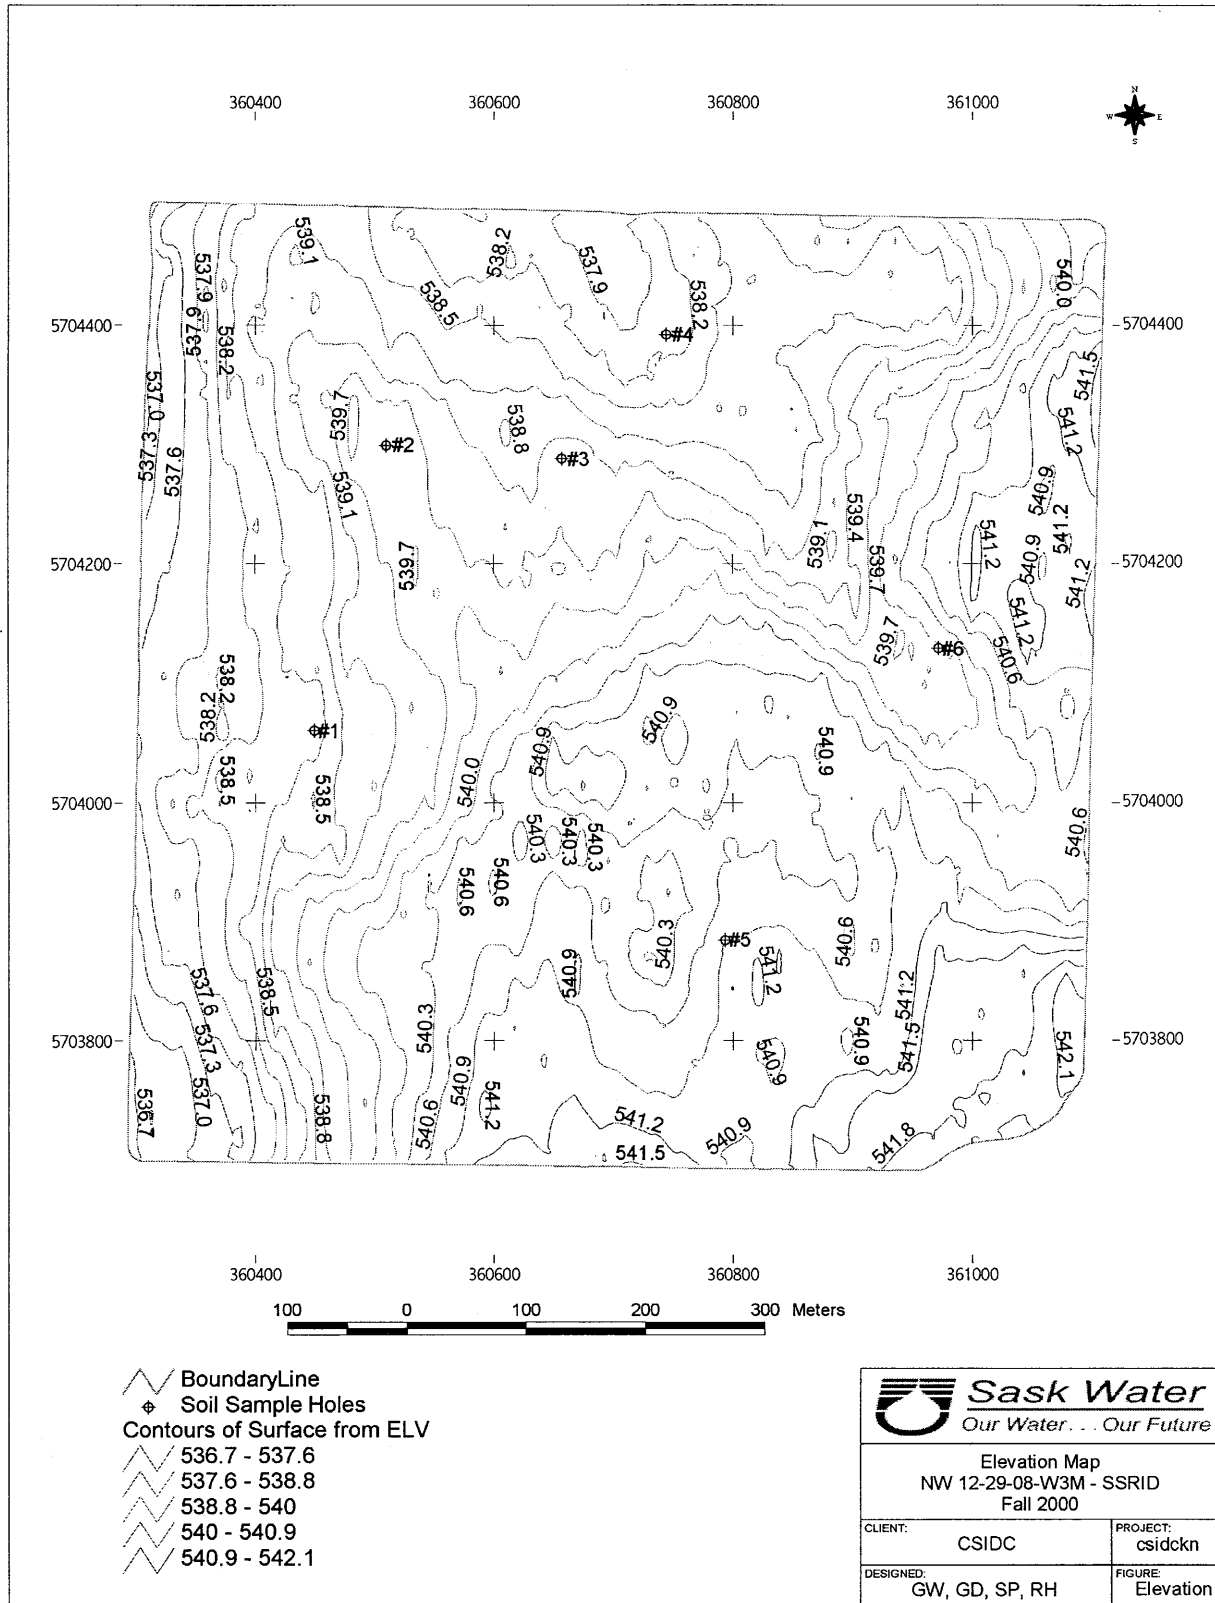 360400 360600 360800 361000
N
W E
S
539.1 538.2 537.9 540.0
537.9 538.5 538.2
5704400 537.9 538.2 #4 5704400
541.5
537.0 539.7 538.8 541.2
537.3 537.6 #2 #3
539.1 540.9
539.1 539.4 541.2
5704200 539.7 539.7 541.2 540.9 541.2 5704200
539.7 #6 541.2
540.6
538.2
538.2 #1 540.9 540.9
540.9
538.5 538.5 540.0
5704000 5704000
540.3 540.3 540.3 540.6
540.6 540.6
540.3 #5 540.6
540.9 541.2
537.6 538.5 541.2
540.3
5703800 537.3 540.9 541.5 542.1 5703800
540.9 540.9
536.7 537.0 538.8 540.6 541.2 541.2 540.9 541.8
541.5
360400 360600 360800 361000
100 0 100 200 300 Meters
BoundaryLine
Soil Sample Holes
Contours of Surface from ELV
536.7 - 537.6
537.6 - 538.8
538.8 - 540
540 - 540.9
540.9 - 542.1
Sask Water
Our Water... Our Future
Elevation Map
NW 12-29-08-W3M - SSRID
Fall 2000
CLIENT: CSIDC
PROJECT: csidckn
DESIGNED: GW, GD, SP, RH
FIGURE: Elevation